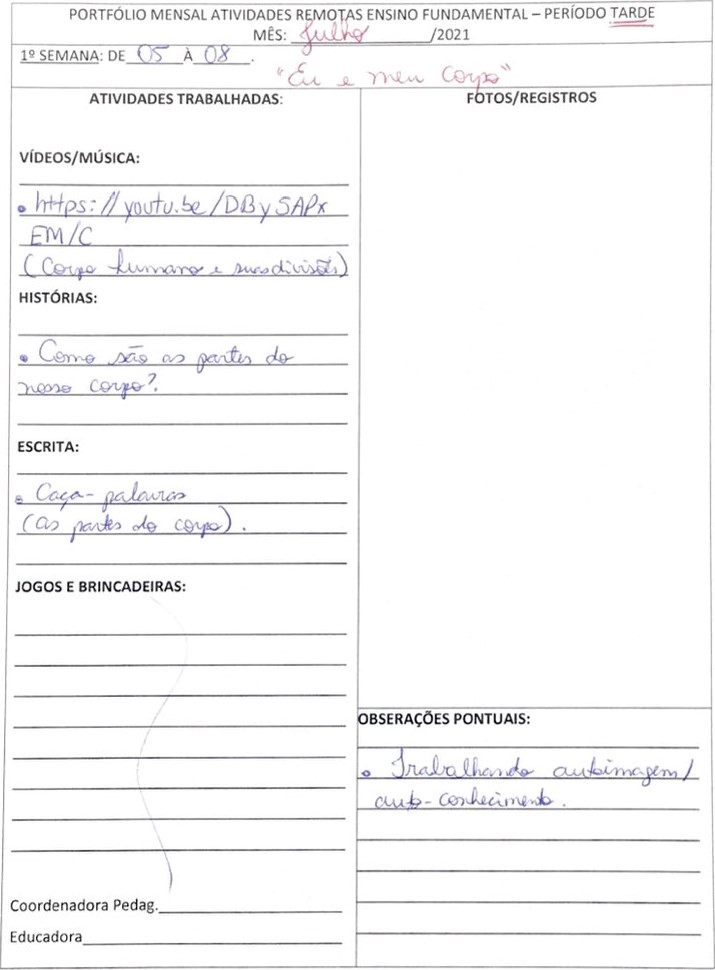 PORTFÓLIO MENSAL ATIVIDADES REMOTAS ENSINO FUNDAMENTAL – PERÍODO TARDE
MÊS: Julho /2021
1º SEMANA: DE 05 À 08.
"Eu e meu corpo"
ATIVIDADES TRABALHADAS:
VÍDEOS/MÚSICA:
• https://youtu.be/DBy5APx
EM/C
(Corpo humano e suas divisões)
HISTÓRIAS:
• Como são as partes do
nosso corpo?.
ESCRITA:
• Caça-palavras
(as partes do corpo).
JOGOS E BRINCADEIRAS:
Coordenadora Pedag.
Educadora
FOTOS/REGISTROS
OBSERAÇÕES PONTUAIS:
• Trabalhando autoimagem/
auto-conhecimento.